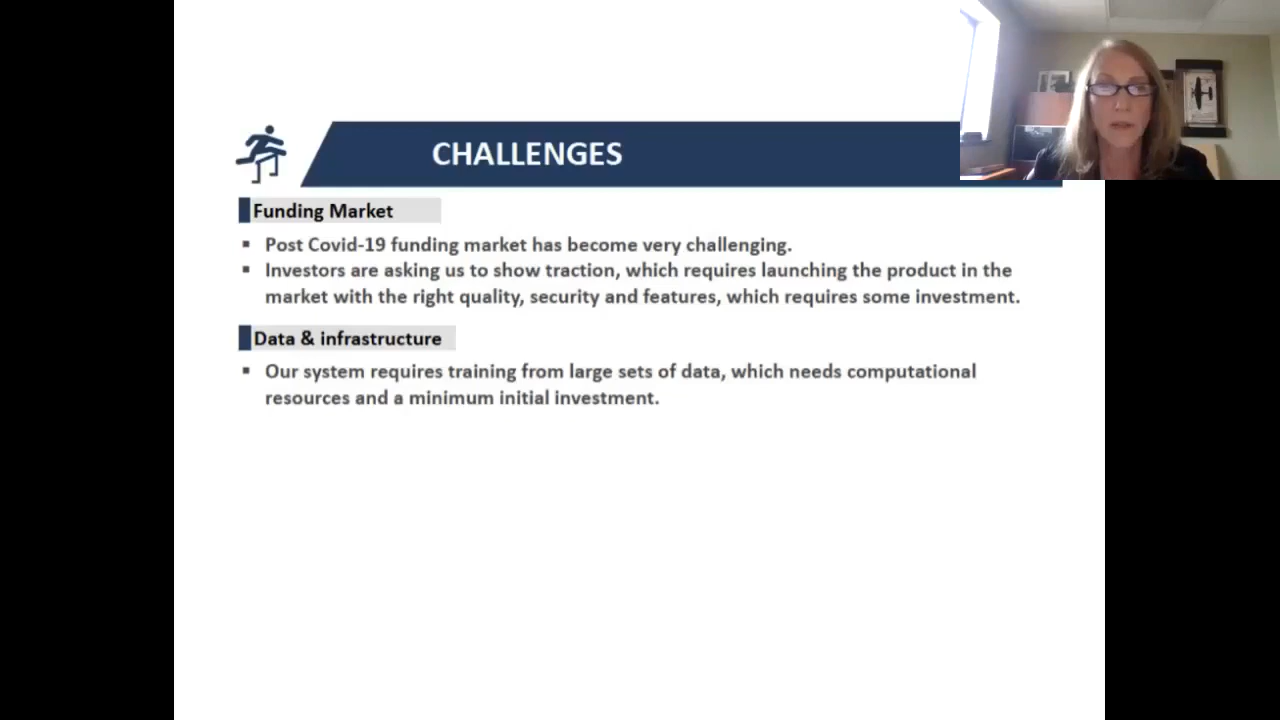 CHALLENGES
Funding Market
▪ Post Covid-19 funding market has become very challenging.
▪ Investors are asking us to show traction, which requires launching the product in the
market with the right quality, security and features, which requires some investment.
Data & infrastructure
▪ Our system requires training from large sets of data, which needs computational
resources and a minimum initial investment.